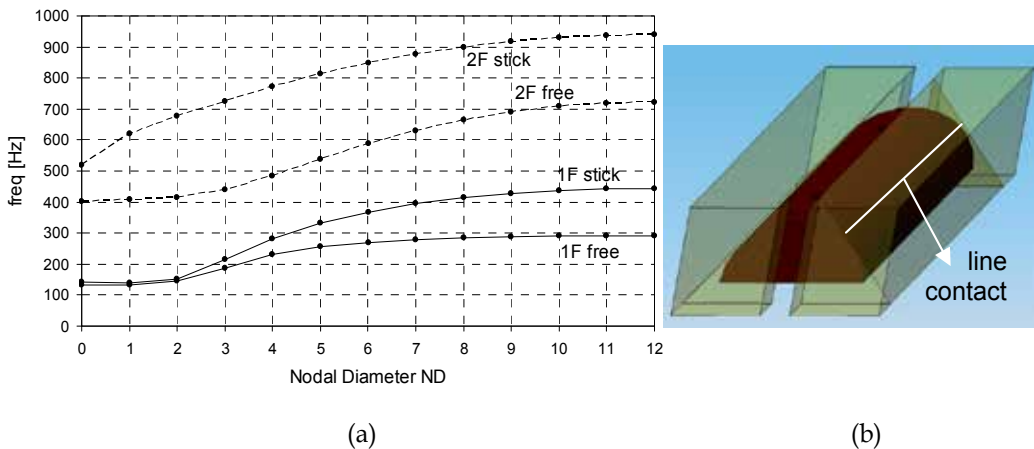 1000
900
800
700
600
500
400
300
200
100
0
freq [Hz]
2F stick
2F free
1F stick
1F free
0 1 2 3 4 5 6 7 8 9 10 11 12
Nodal Diameter ND
line
contact
(a)
(b)